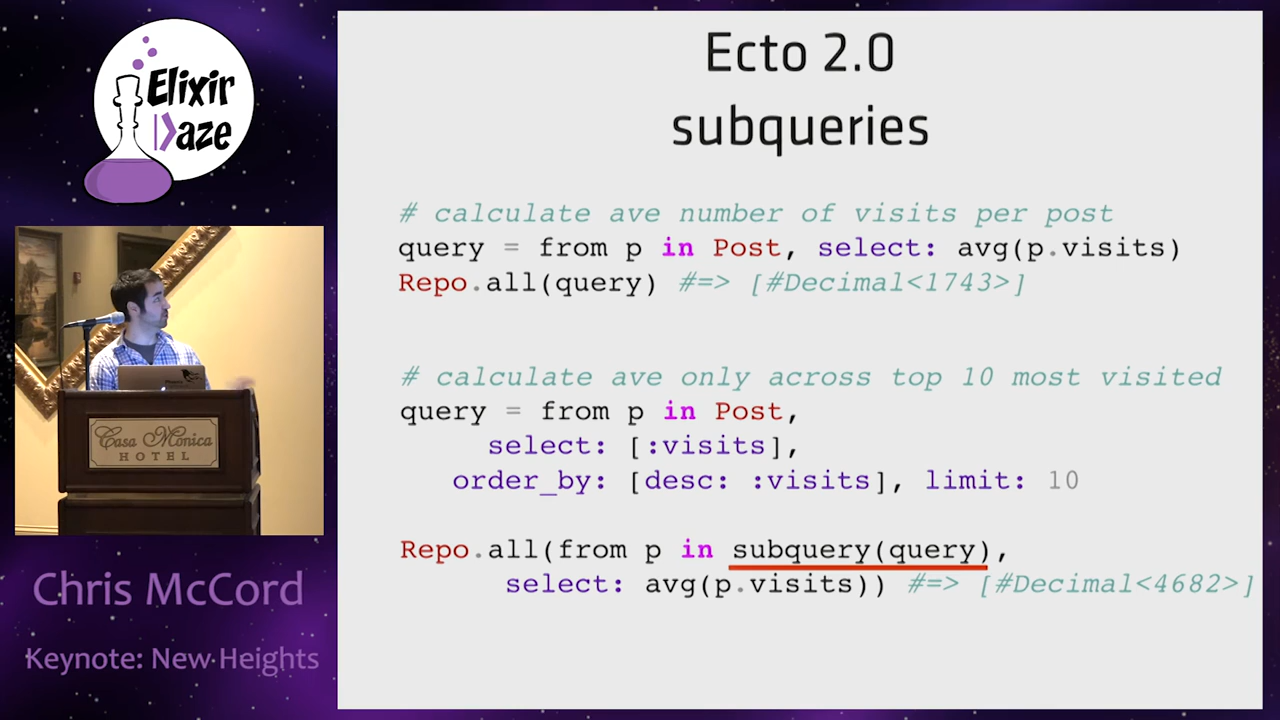 Elixir
Daze
Casa Monica
HOTEL
Chris McCord
Keynote: New Heights
Ecto 2.0
subqueries
# calculate ave number of visits per post
query = from p in Post, select: avg(p.visits)
Repo.all(query) #=> [#Decimal<1743>]
# calculate ave only across top 10 most visited
query = from p in Post,
select: [:visits],
order_by: [desc: :visits], limit: 10
Repo.all(from p in subquery(query),
select: avg(p.visits)) #=> [#Decimal<4682>]